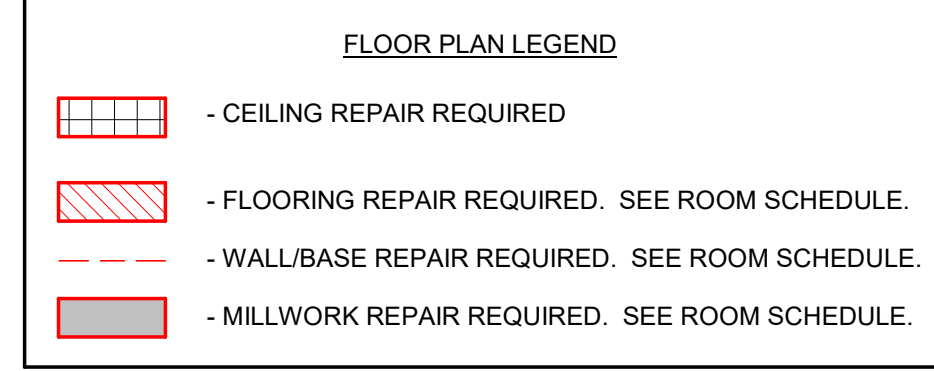 FLOOR PLAN LEGEND
- CEILING REPAIR REQUIRED
- FLOORING REPAIR REQUIRED.  SEE ROOM SCHEDULE.
- WALL/BASE REPAIR REQUIRED.  SEE ROOM SCHEDULE.
- MILLWORK REPAIR REQUIRED.  SEE ROOM SCHEDULE.